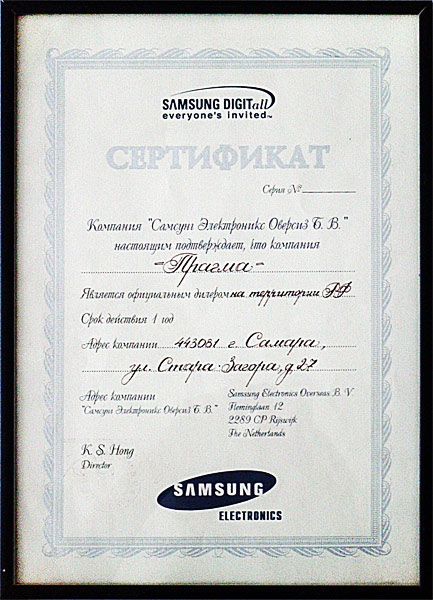 SAMSUNG DIGITall
everyone's invited™
СЕРТИФИКАТ
Серия №
Компания "Самсунг Электроникс Оверсиз Б. В."
настоящим подтверждает, что компания
- Прагма -
Является официальным дилером на территории РФ
Срок действия 1 год
Адрес компании 443051 г. Самара,
ул. Стара-Загора, д. 27
Адрес компании
"Самсунг Электроникс Оверсиз Б. В."
Samsung Electronics Overseas B. V
Fleminglaan 12
2289 CP Rijswijk
The Netherlands
K. S. Hong
Director
SAMSUNG
ELECTRONICS